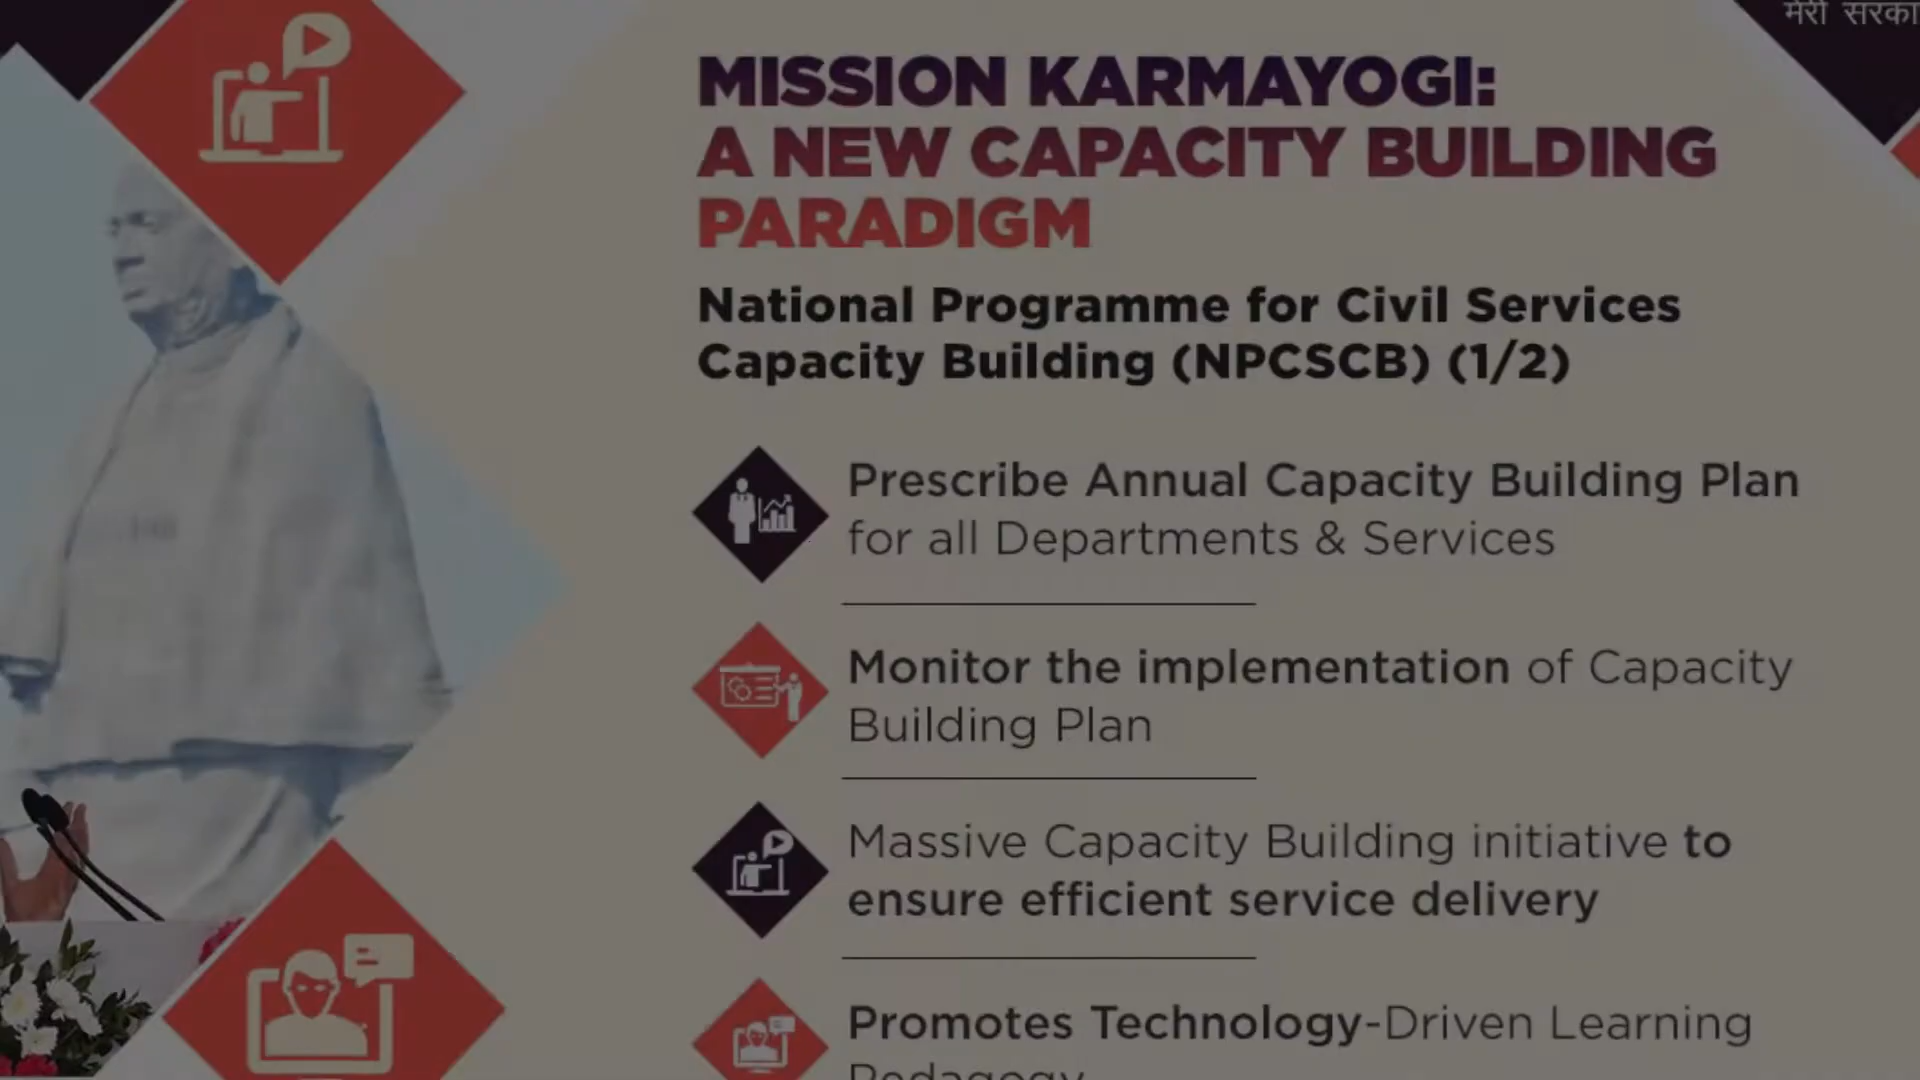 मेरी सरका
MISSION KARMAYOGI:
A NEW CAPACITY BUILDING
PARADIGM
National Programme for Civil Services
Capacity Building (NPCSCB) (1/2)
Prescribe Annual Capacity Building Plan
for all Departments & Services
Monitor the implementation of Capacity
Building Plan
Massive Capacity Building initiative to
ensure efficient service delivery
Promotes Technology-Driven Learning
Pedagogy